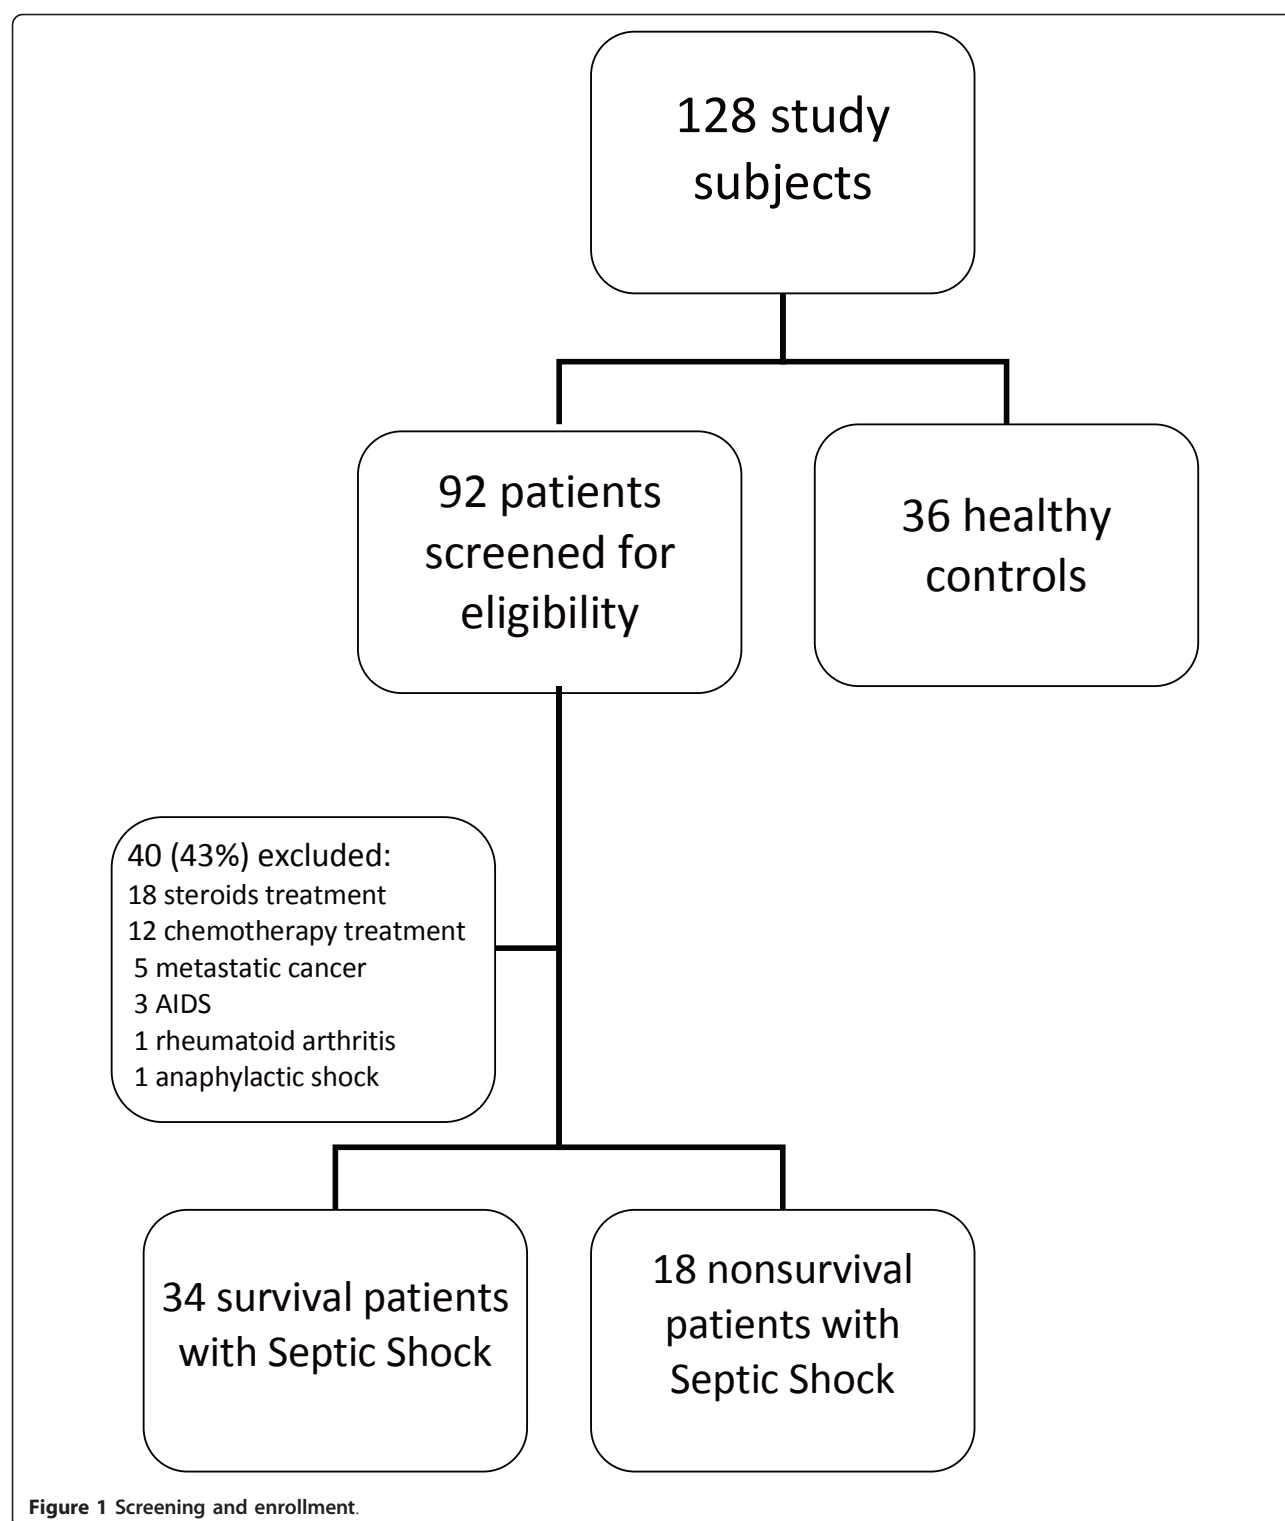 128 study
subjects
92 patients
screened for
eligibility
36 healthy
controls
40 (43%) excluded:
18 steroids treatment
12 chemotherapy treatment
5 metastatic cancer
3 AIDS
1 rheumatoid arthritis
1 anaphylactic shock
34 survival patients
with Septic Shock
18 nonsurvival
patients with
Septic Shock
Figure 1 Screening and enrollment.